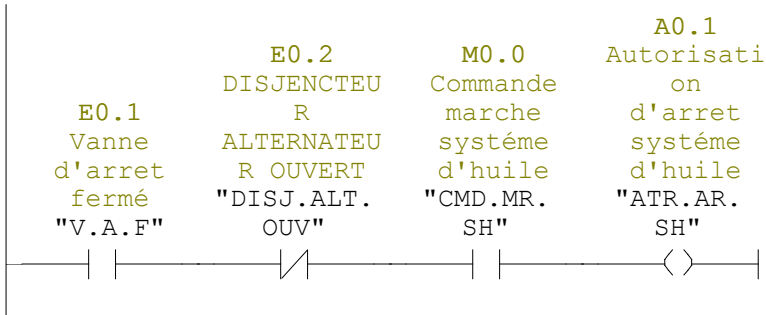 E0.1
Vanne
d'arret
fermé
"V.A.F"
E0.2
DISJENCTEU
R
ALTERNATEU
R OUVERT
"DISJ.ALT.
OUV"
M0.0
Commande
marche
systéme
d'huile
"CMD.MR.
SH"
A0.1
Autorisati
on
d'arret
systéme
d'huile
"ATR.AR.
SH"